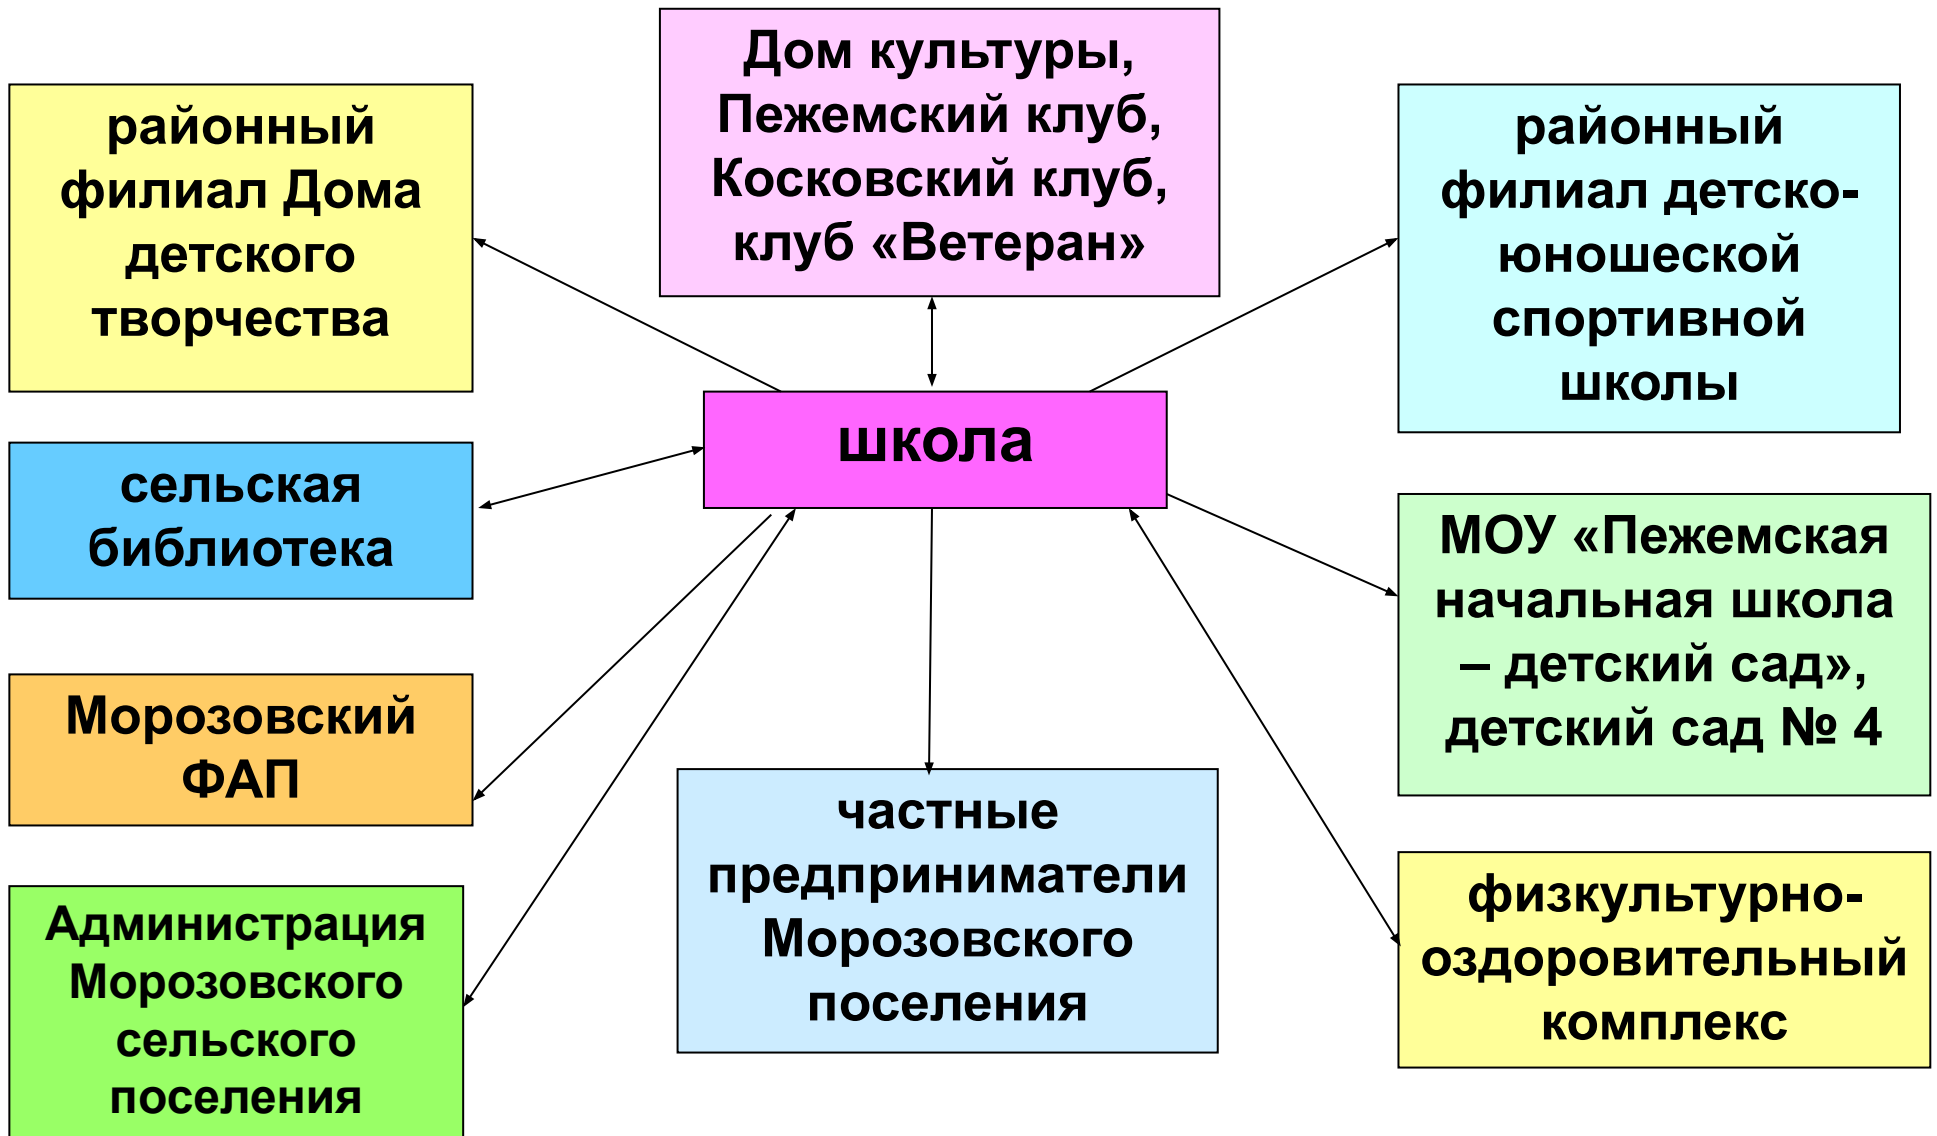 Дом культуры,
Пежемский клуб,
Косковский клуб,
клуб «Ветеран»
районный
филиал Дома
детского
творчества
районный
филиал детско-
юношеской
спортивной
школы
школа
сельская
библиотека
МОУ «Пежемская
начальная школа
– детский сад»,
детский сад № 4
Морозовский
ФАП
частные
предприниматели
Морозовского
поселения
физкультурно-
оздоровительный
комплекс
Администрация
Морозовского
сельского
поселения